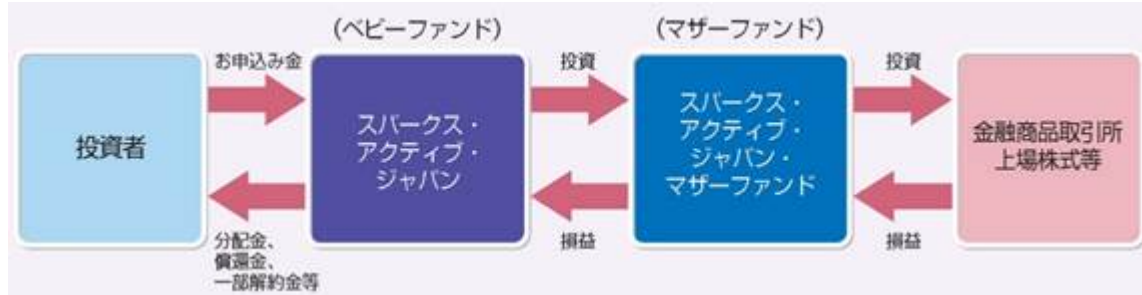 (ベビーファンド)
(マザーファンド)
お申込み金
投資
投資
投資者
スパークス・
アクティブ・
ジャパン
スパークス・
アクティブ・
ジャパン・
マザーファンド
金融商品取引所
上場株式等
分配金、
償還金、
一部解約金等
損益
損益